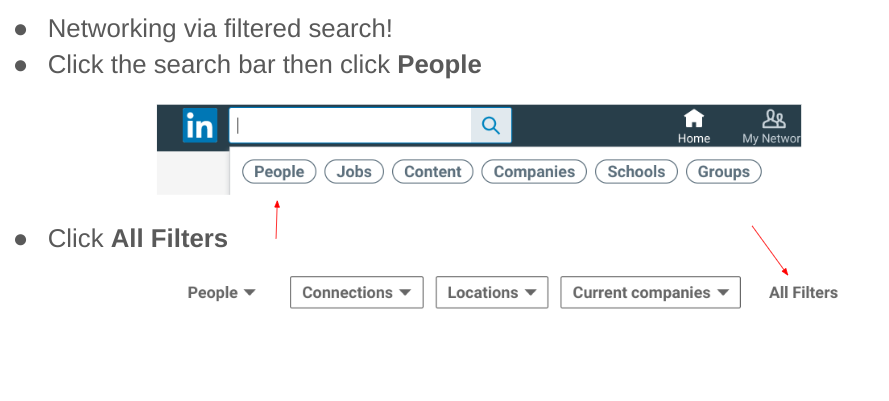 ● Networking via filtered search!
● Click the search bar then click People
in
Home
My Networ
People Jobs Content Companies Schools Groups
● Click All Filters
People Connections Locations Current companies All Filters